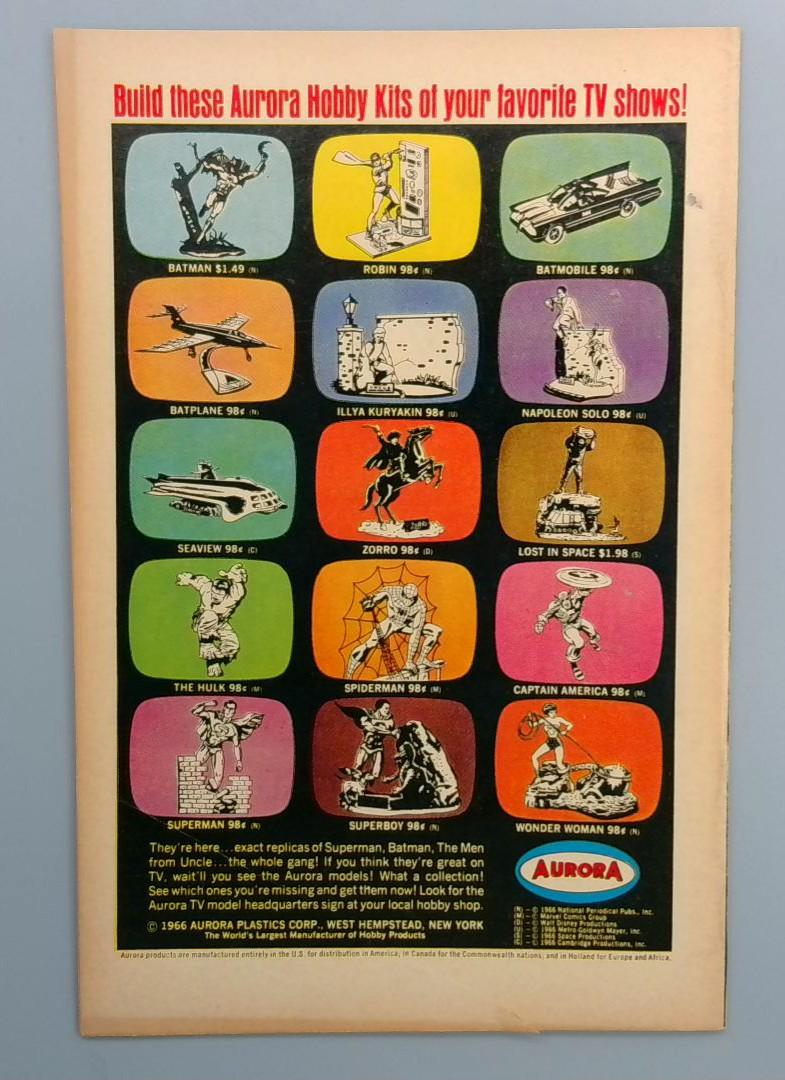 Build these Aurora Hobby Kits of your favorite TV shows!
BATMAN $1.49 (N)
ROBIN 98¢ (N)
BATMOBILE 98¢ (N)
BATPLANE 98¢ (N)
ILLYA KURYAKIN 98¢ (U)
NAPOLEON SOLO 98¢ (U)
SEAVIEW 98¢ (C)
ZORRO 98¢ (D)
LOST IN SPACE $1.98 (S)
THE HULK 98¢ (M)
SPIDERMAN 98¢ (M)
CAPTAIN AMERICA 98¢ (M)
SUPERMAN 98¢ (N)
SUPERBOY 98¢ (N)
WONDER WOMAN 98¢ (N)
They're here...exact replicas of Superman, Batman, The Men
from Uncle...the whole gang! If you think they're great on
TV, wait'll you see the Aurora models! What a collection!
See which ones you're missing and get them now! Look for the
Aurora TV model headquarters sign at your local hobby shop.
© 1966 AURORA PLASTICS CORP., WEST HEMPSTEAD, NEW YORK
The World's Largest Manufacturer of Hobby Products
AURORA
(N) – © 1966 National Periodical Pubs., Inc.
(M) – © Marvel Comics Group
(D) – © Walt Disney Productions
(U) – © 1966 Metro-Goldwyn Mayer, Inc.
(S) – © 1966 Space Productions
© 1966 Cambridge Productions, Inc.
Aurora products are manufactured entirely in the U.S. for distribution in America; in Canada for the Commonwealth nations; and in Holland for Europe and Africa.